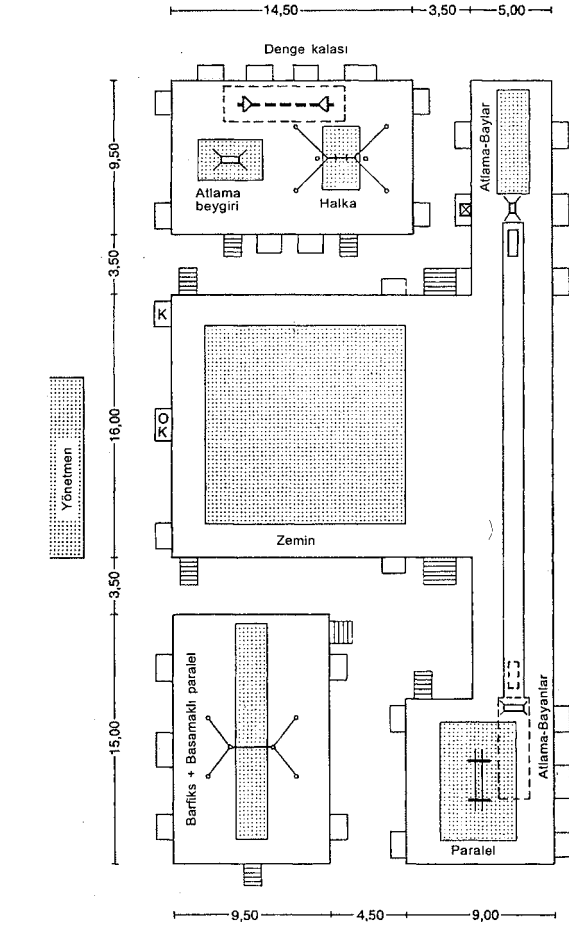 14,50
3,50
5,00
Denge kalası
9,50
Atlama
beygiri
Halka
Atlama-Baylar
3,50
K
O
K
16,00
Yönetmen
Zemin
3,50
Barfiks + Basamaklı paralel
15,00
Atlama-Bayanlar
Paralel
9,50
4,50
9,00